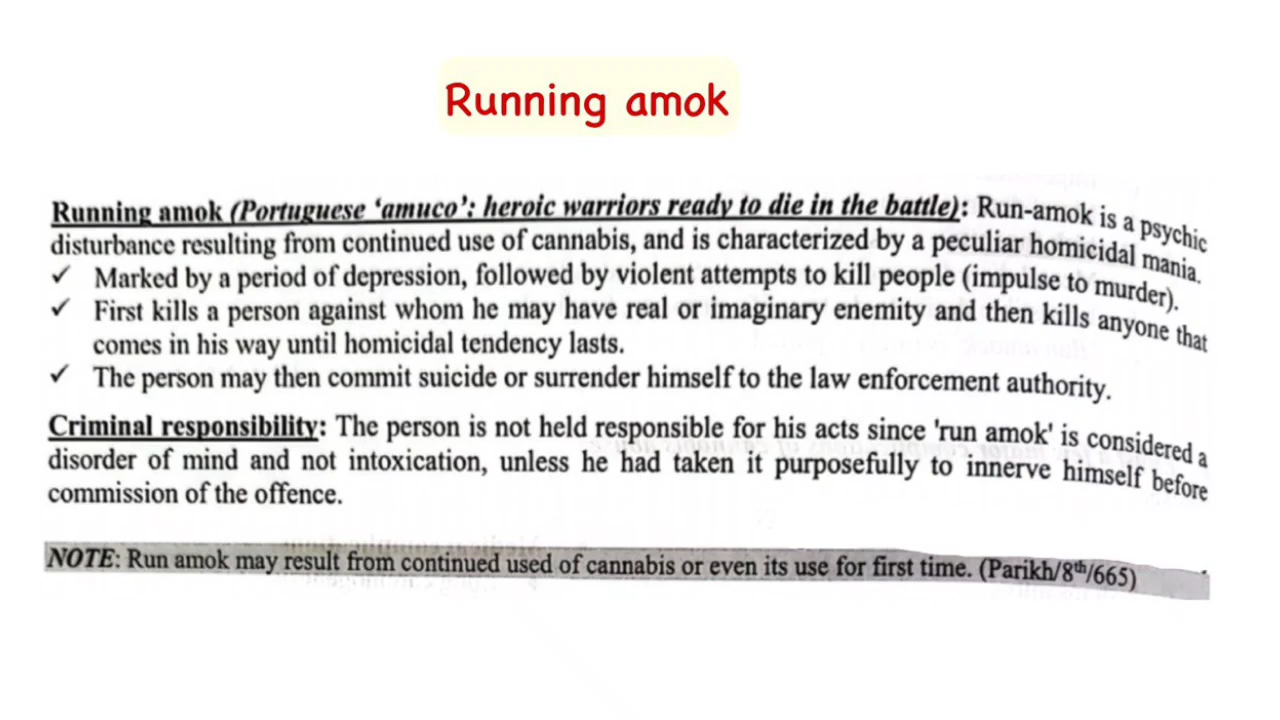 Running amok
Running amok (Portuguese ‘amuco’: heroic warriors ready to die in the battle): Run-amok is a psychic
disturbance resulting from continued use of cannabis, and is characterized by a peculiar homicidal mania.
✓ Marked by a period of depression, followed by violent attempts to kill people (impulse to murder).
✓ First kills a person against whom he may have real or imaginary enemity and then kills anyone that
comes in his way until homicidal tendency lasts.
✓ The person may then commit suicide or surrender himself to the law enforcement authority.
Criminal responsibility: The person is not held responsible for his acts since 'run amok' is considered a
disorder of mind and not intoxication, unless he had taken it purposefully to innerve himself before
commission of the offence.
NOTE: Run amok may result from continued used of cannabis or even its use for first time. (Parikh/8th/665)